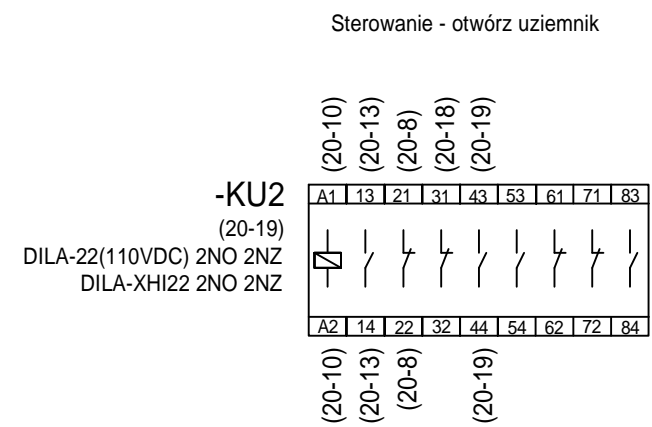 Sterowanie - otwórz uziemnik
(20-10) (20-13) (20-8) (20-18) (20-19)
-KU2
A1 13 21 31 43 53 61 71 83
(20-19)
DILA-22(110VDC) 2NO 2NZ
DILA-XHI22 2NO 2NZ
A2 14 22 32 44 54 62 72 84
(20-10) (20-13) (20-8) (20-19)